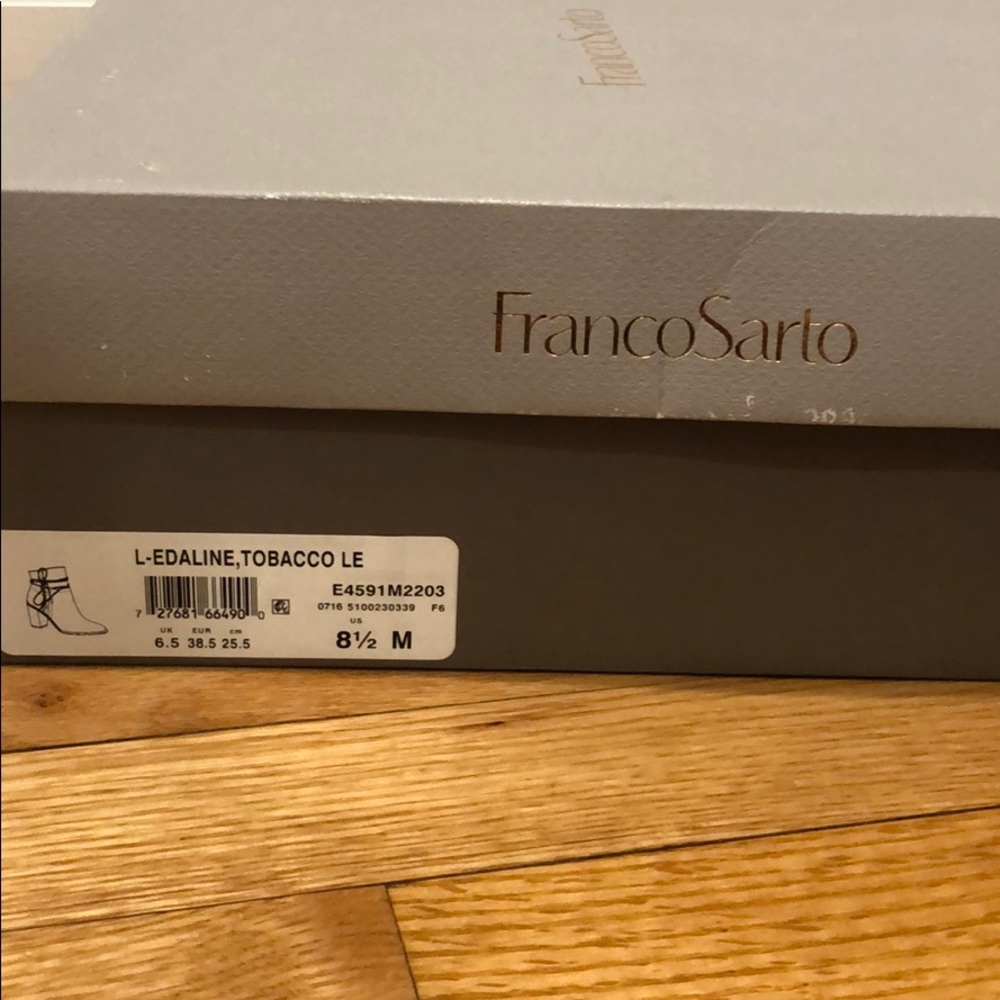 FrancoSarto
FrancoSarto
L-EDALINE,TOBACCO LE
E4591M2203
7 27681 66490 0
0716 5100230339 F6
UK EUR cm
6.5 38.5 25.5
US
8½ M